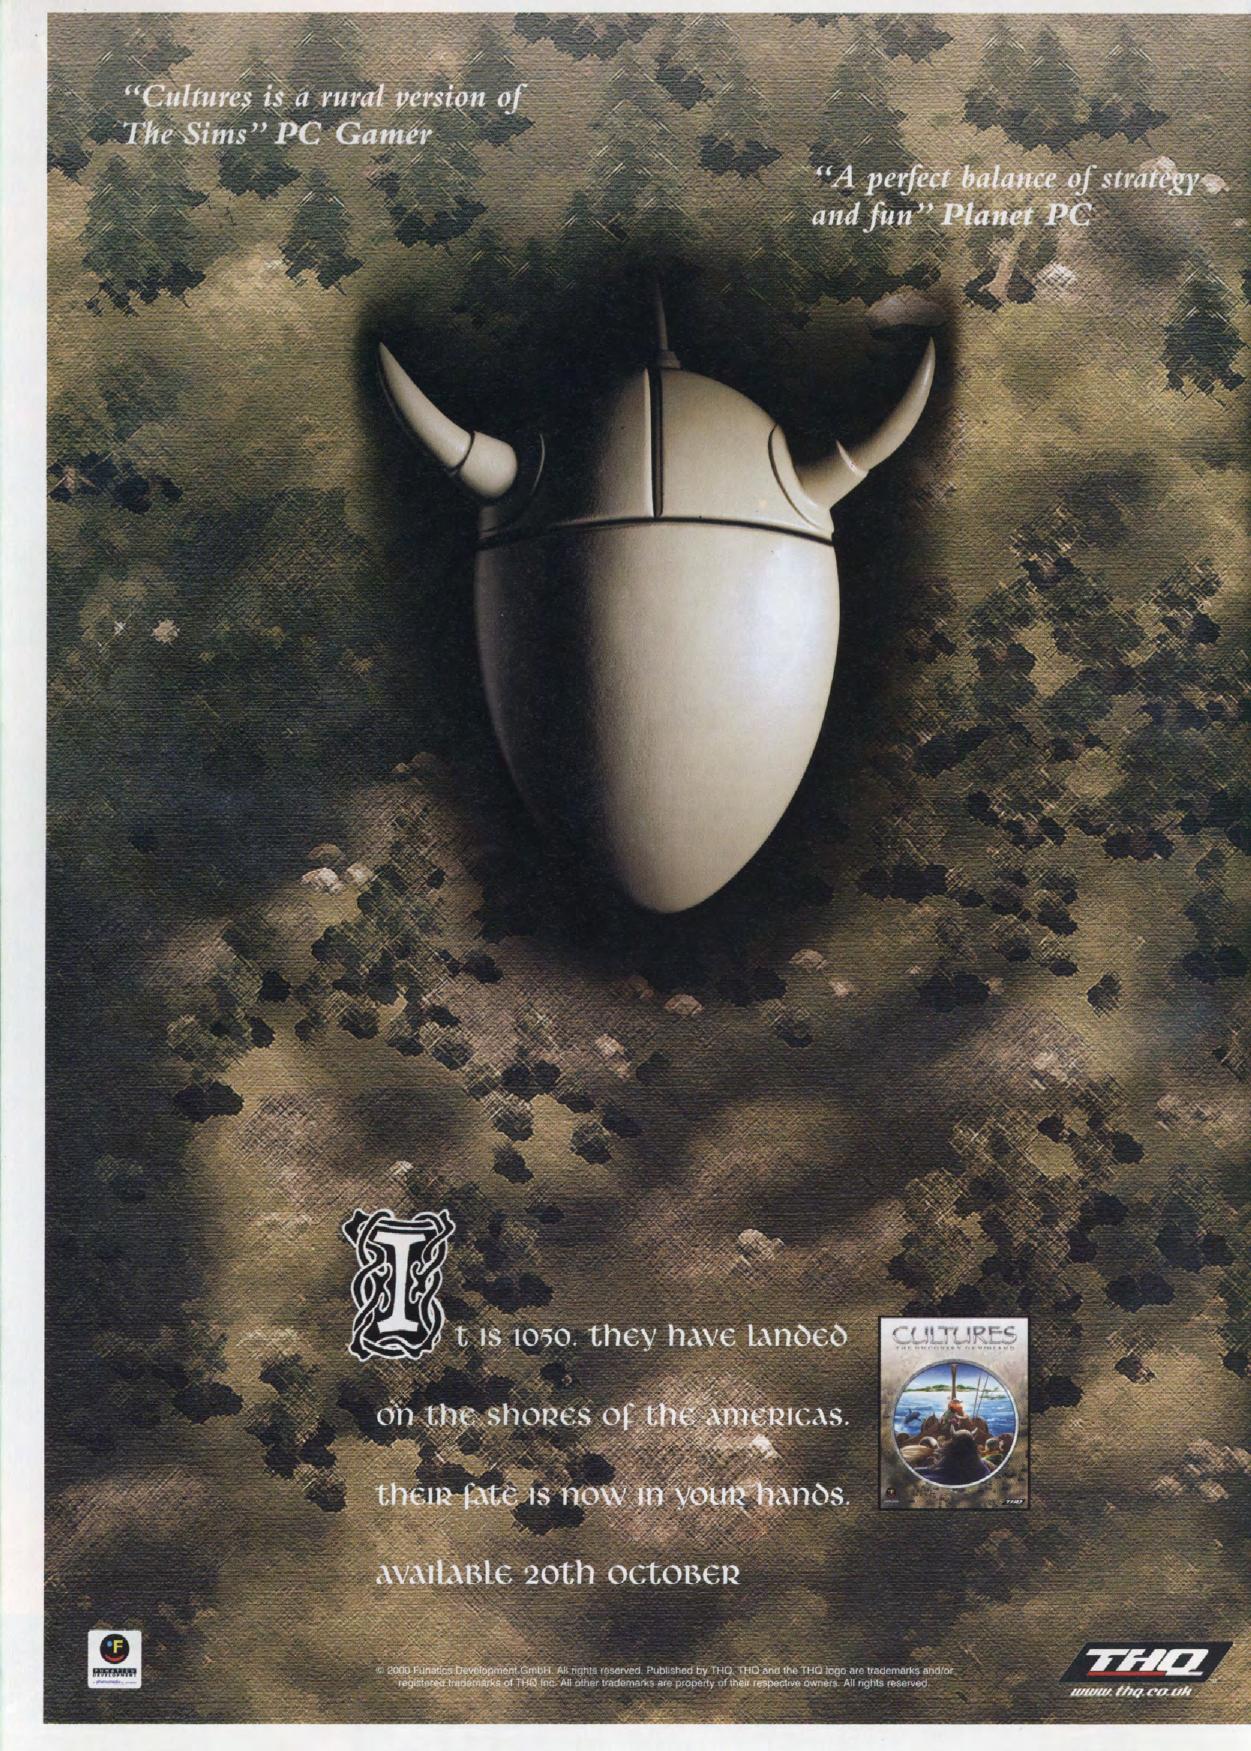 “Cultures is a rural version of
The Sims” PC Gamer
“A perfect balance of strategy
and fun” Planet PC
It is 1050. they have landed
on the shores of the americas.
their fate is now in your hands.
available 20th october
CULTURES
F
FUNATICS
DEVELOPMENT
© 2000 Funatics Development GmbH. All rights reserved. Published by THQ. THQ and the THQ logo are trademarks and/or
registered trademarks of THQ Inc. All other trademarks are property of their respective owners. All rights reserved.
THQ
www.thq.co.uk